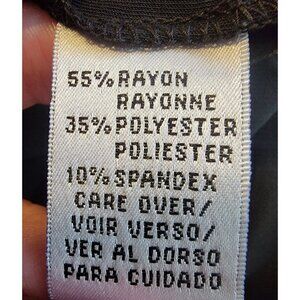 55% RAYON
RAYONNE
35% POLYESTER
POLIESTER
10% SPANDEX
CARE OVER/
VOIR VERSO/
VER AL DORSO
PARA CUIDADO